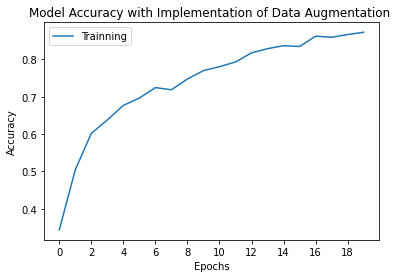 Model Accuracy with Implementation of Data Augmentation
Trainning
Accuracy
0.8
0.7
0.6
0.5
0.4
0 2 4 6 8 10 12 14 16 18
Epochs